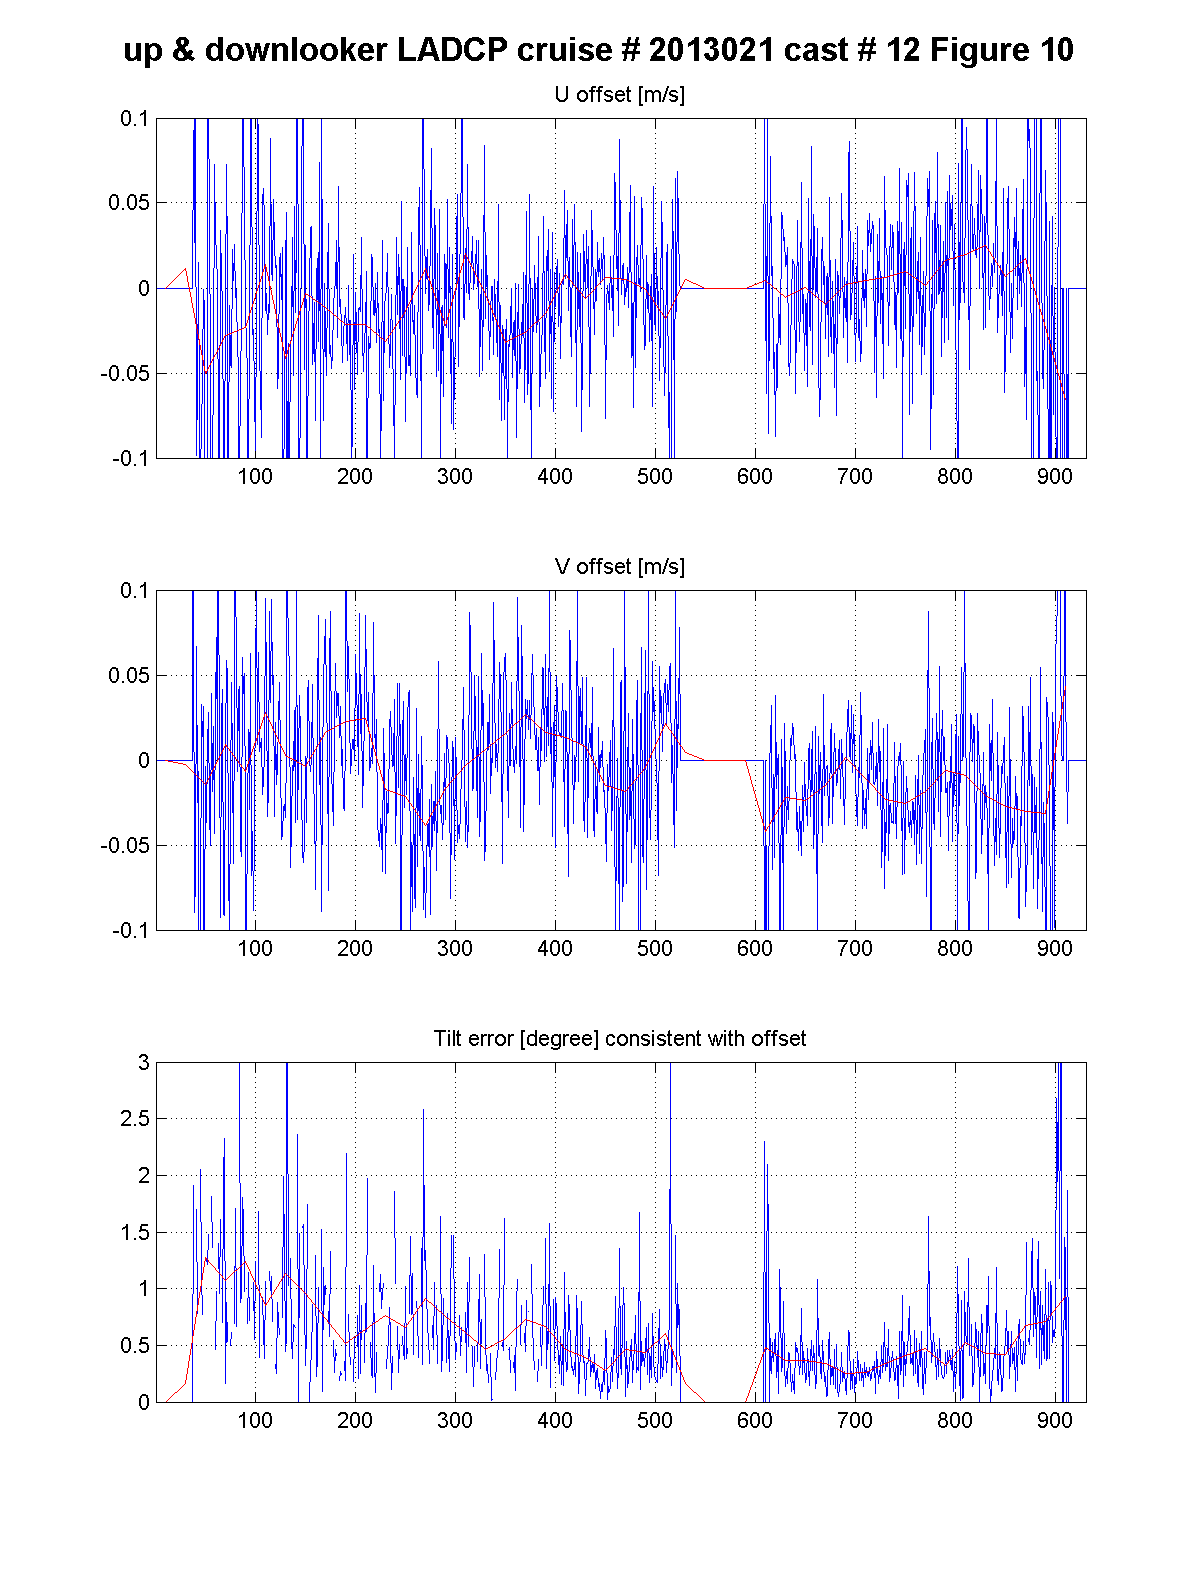 up & downlooker LADCP cruise # 2013021 cast # 12 Figure 10
U offset [m/s]
0.1
0.05
0
-0.05
-0.1
100 200 300 400 500 600 700 800 900
V offset [m/s]
0.1
0.05
0
-0.05
-0.1
100 200 300 400 500 600 700 800 900
Tilt error [degree] consistent with offset
3
2.5
2
1.5
1
0.5
0
100 200 300 400 500 600 700 800 900